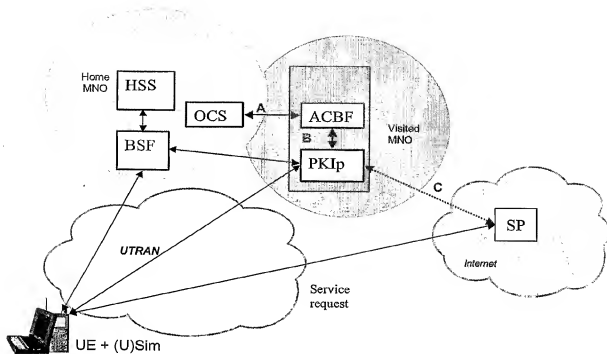 Home
MNO
HSS
OCS
A
ACBF
BSF
B
PKIp
Visited
MNO
C
SP
UTRAN
Internet
Service
request
UE + (U)Sim